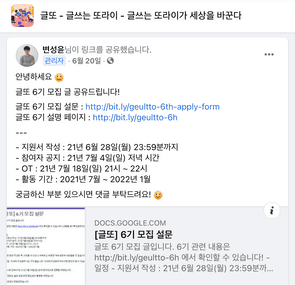 글또 - 글쓰는 또라이 - 글쓰는 또라이가 세상을 바꾼다
변성윤님이 링크를 공유했습니다.
관리자 · 6월 20일 ·
안녕하세요 😀
글또 6기 모집 글 공유드립니다!
글또 6기 모집 설문 : http://bit.ly/geultto-6th-apply-form
글또 6기 설명 페이지 : http://bit.ly/geultto-6h
---
- 지원서 작성 : 21년 6월 28일(월) 23:59분까지
- 참여자 공지 : 21년 7월 4일(일) 저녁 시간
- OT : 21년 7월 18일(일) 21시 ~ 22시
- 활동 기간 : 2021년 7월 ~ 2022년 1월
궁금하신 부분 있으시면 댓글 부탁드려요! 😀
DOCS.GOOGLE.COM
[글또] 6기 모집 설문
글또 6기 모집 글입니다. 6기 관련 내용은
http://bit.ly/geultto-6h 에서 확인할 수 있습니다! -
일정 - 지원서 작성 : 21년 6월 28일(월) 23:59분까...